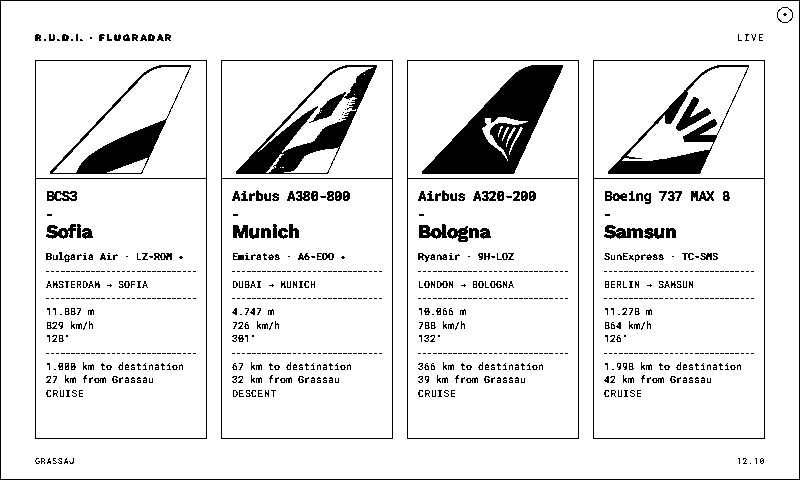 R.U.D.I. · FLUGRADAR
LIVE
BCS3
-
Sofia
Bulgaria Air · LZ-ROM ✦
AMSTERDAM → SOFIA
11.887 m
829 km/h
128°
1.000 km to destination
27 km from Grassau
CRUISE
Airbus A380-800
-
Munich
Emirates · A6-EOO ✦
DUBAI → MUNICH
4.747 m
726 km/h
301°
67 km to destination
32 km from Grassau
DESCENT
Airbus A320-200
-
Bologna
Ryanair · 9H-LOZ
LONDON → BOLOGNA
10.066 m
788 km/h
132°
366 km to destination
39 km from Grassau
CRUISE
Boeing 737 MAX 8
-
Samsun
SunExpress · TC-SMS
BERLIN → SAMSUN
11.278 m
864 km/h
126°
1.998 km to destination
42 km from Grassau
CRUISE
GRASSAU
12.10